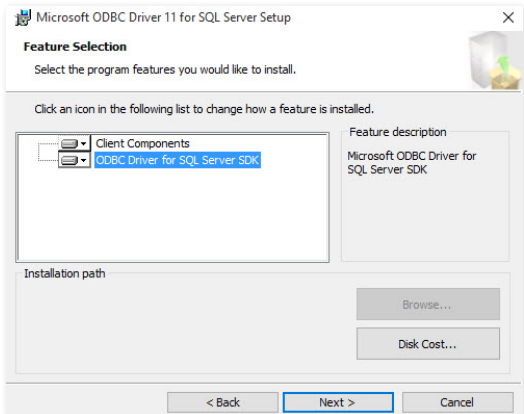 Microsoft ODBC Driver 11 for SQL Server Setup
Feature Selection
Select the program features you would like to install.
Click an icon in the following list to change how a feature is installed.
Client Components
ODBC Driver for SQL Server SDK
Feature description
Microsoft ODBC Driver for
SQL Server SDK
Installation path
Browse...
Disk Cost...
< Back
Next >
Cancel